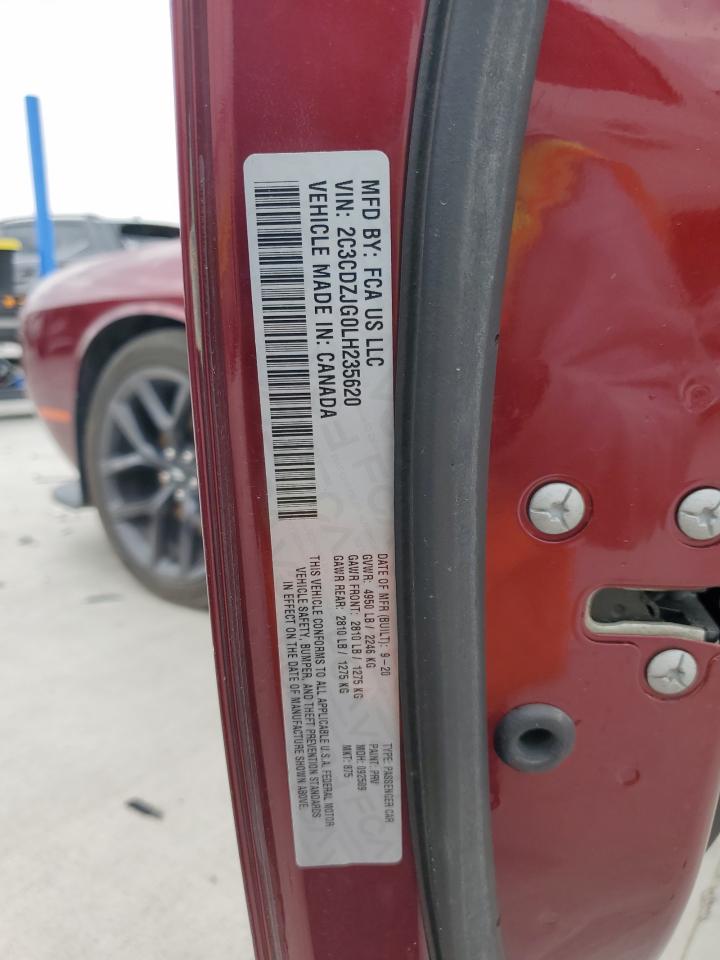 MFD BY: FCA US LLC
VIN: 2C3CDZJG0LH235620
VEHICLE MADE IN: CANADA
DATE OF MFR (BUILT): 9-20
GVWR: 4950 LB / 2246 KG
GAWR FRONT: 2810 LB / 1275 KG
GAWR REAR: 2810 LB / 1275 KG
THIS VEHICLE CONFORMS TO ALL APPLICABLE U.S.A. FEDERAL MOTOR
VEHICLE SAFETY, BUMPER, AND THEFT PREVENTION STANDARDS
IN EFFECT ON THE DATE OF MANUFACTURE SHOWN ABOVE.
TYPE: PASSENGER CAR
PAINT: PRV
MDH: 092509
MKT: 875